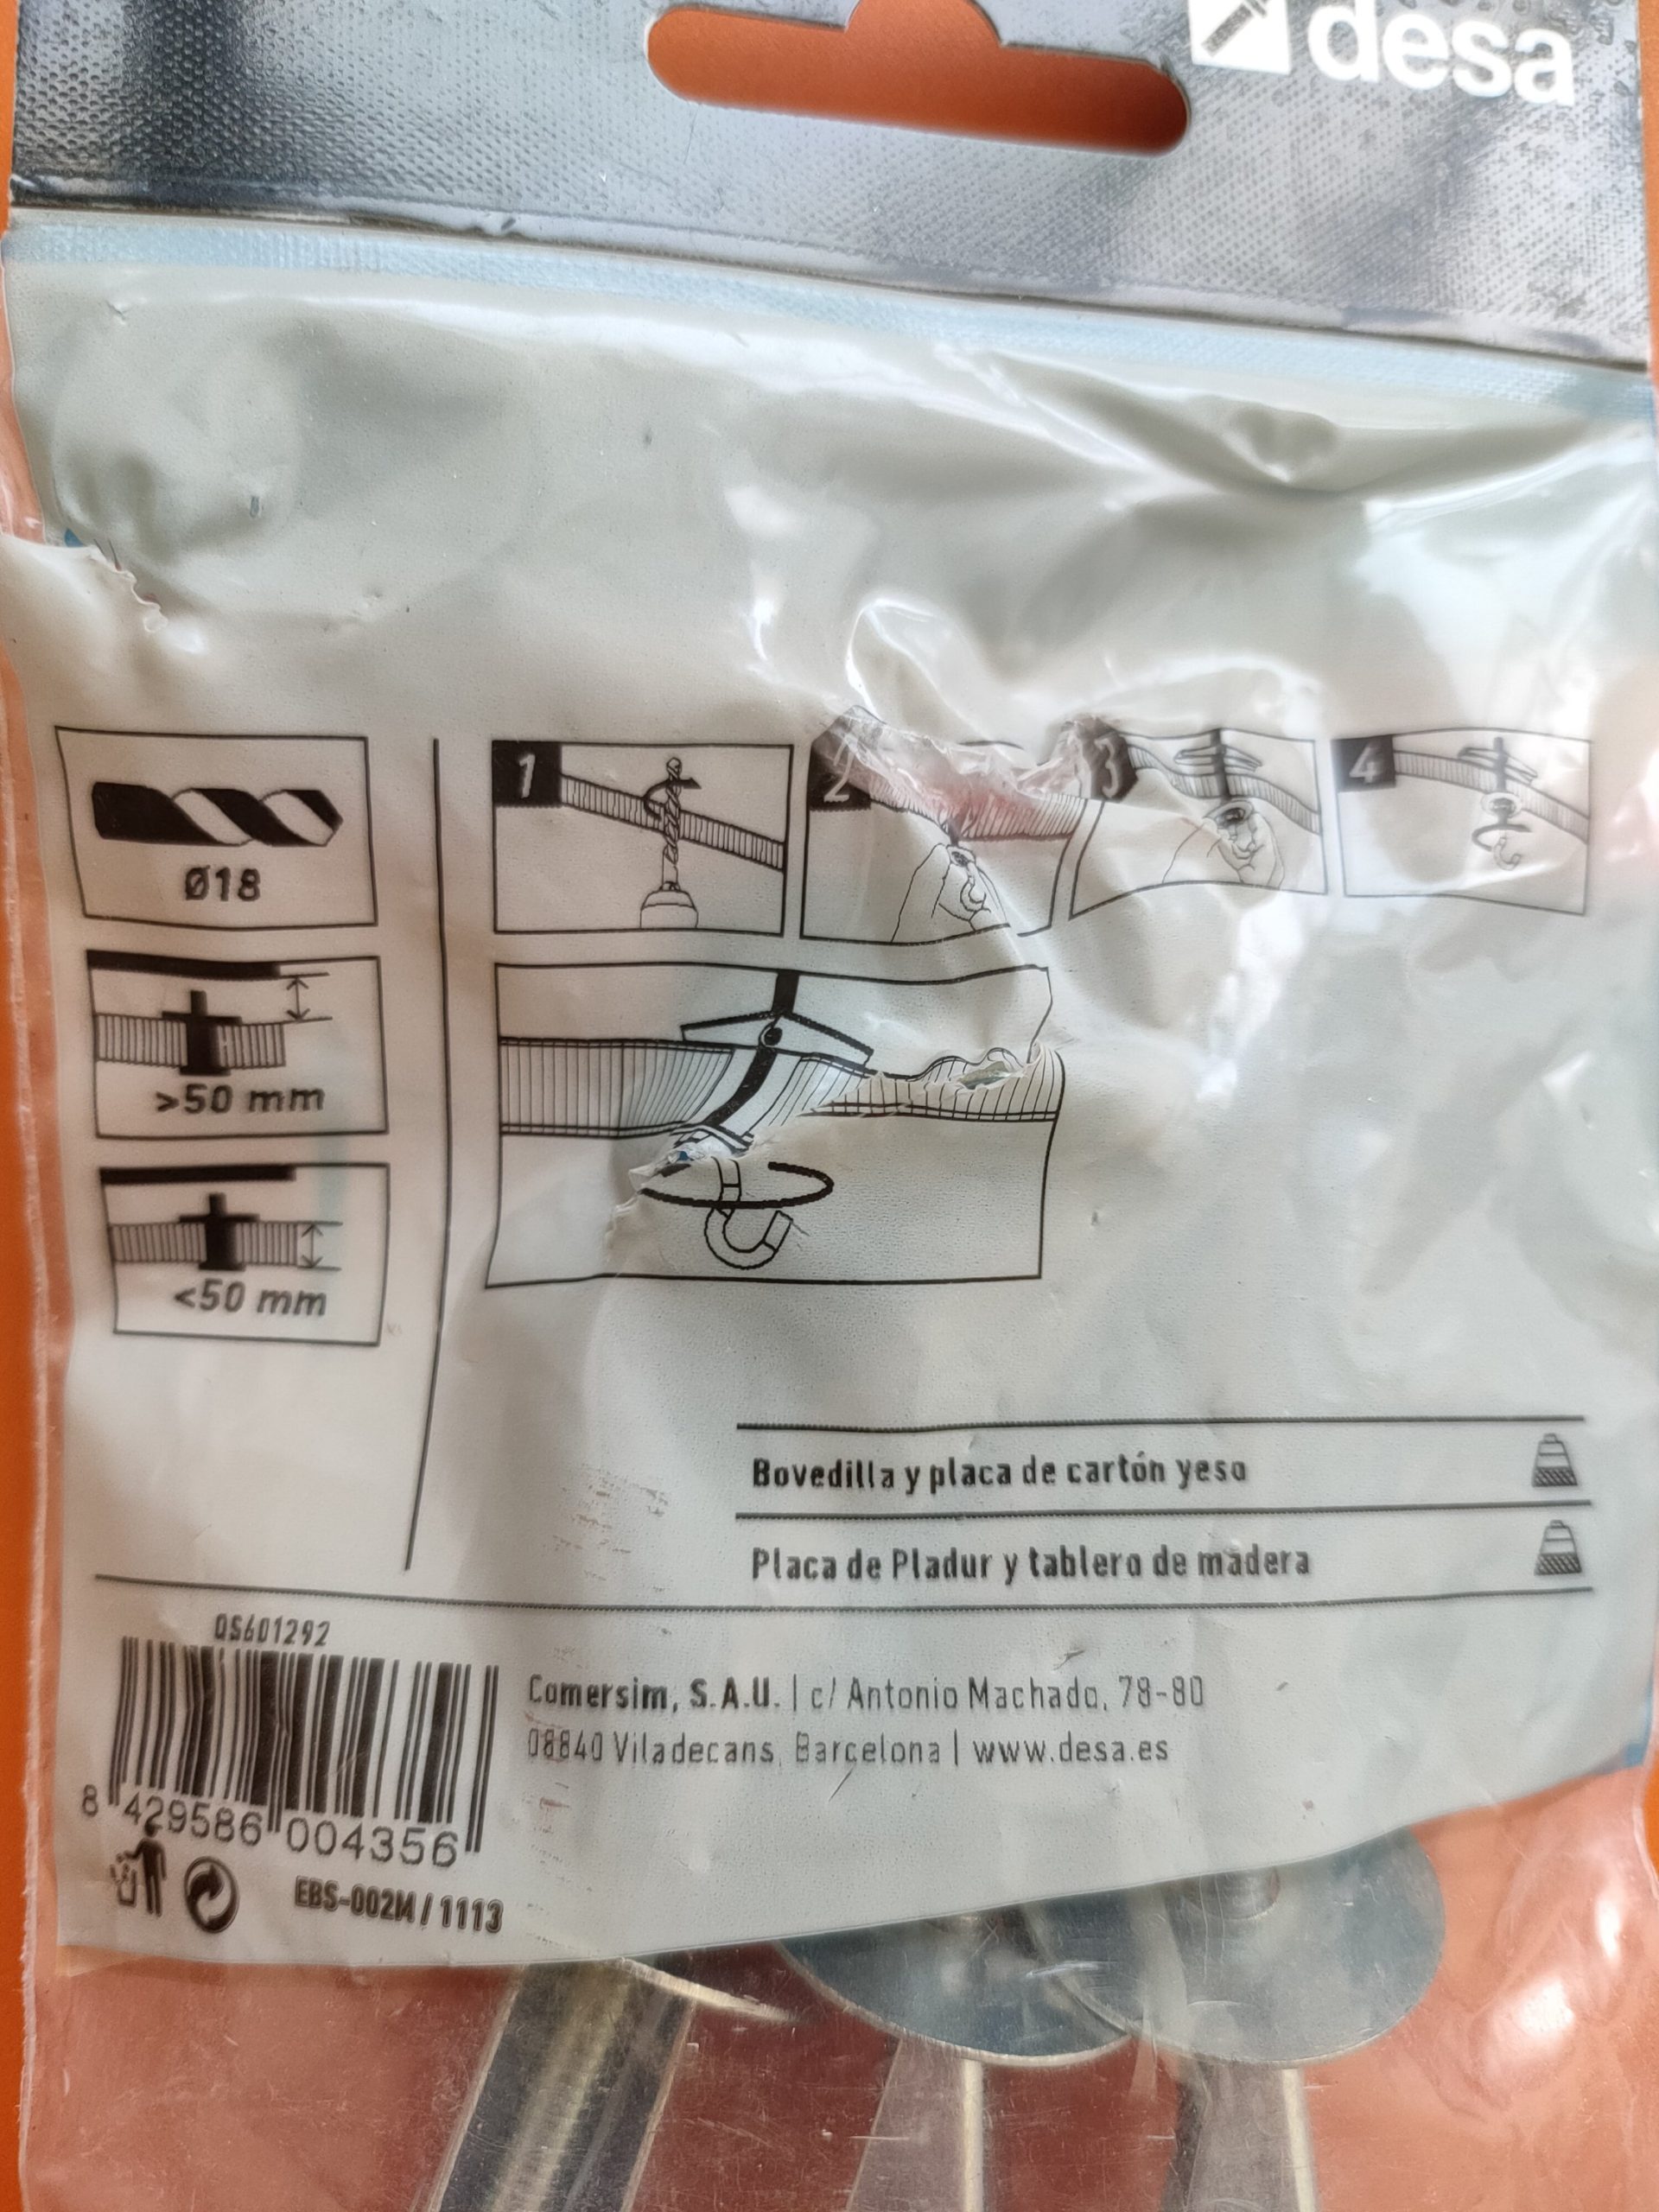 desa
Ø18
>50 mm
<50 mm
1
2
3
4
Bovedilla y placa de cartón yeso
Placa de Pladur y tablero de madera
QS601292
8 429586 004356
Comersim, S.A.U. | c/ Antonio Machado, 78-80
08840 Viladecans, Barcelona | www.desa.es
EBS-002M / 1113